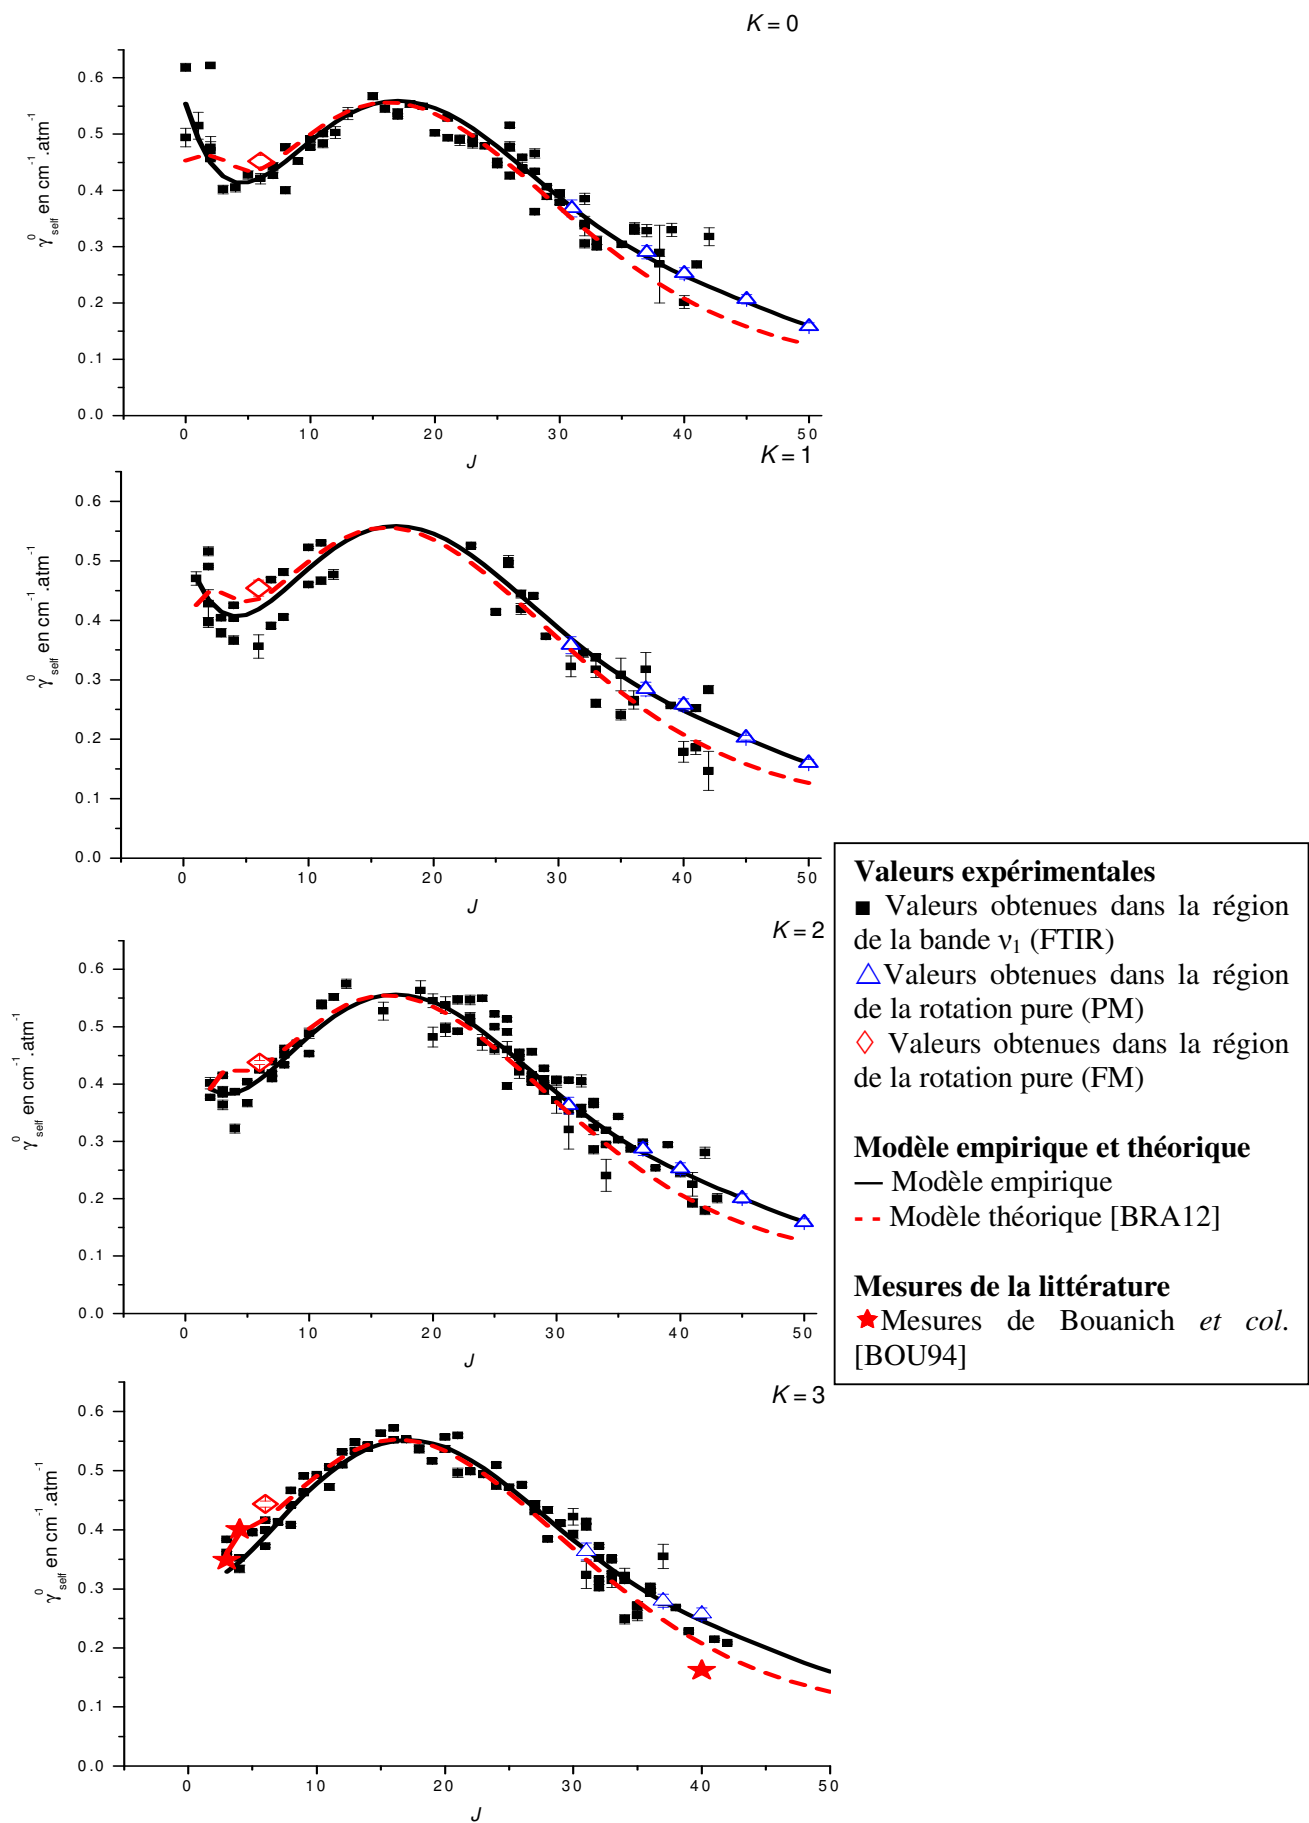 K = 0
0.6
0.5
0.4
0.3
0.2
0.1
0.0
γ⁰self en cm⁻¹.atm⁻¹
0 10 20 30 40 50
J
K = 1
0.6
0.5
0.4
0.3
0.2
0.1
0.0
γ⁰self en cm⁻¹.atm⁻¹
0 10 20 30 40 50
J
K = 2
0.6
0.5
0.4
0.3
0.2
0.1
0.0
γ⁰self en cm⁻¹.atm⁻¹
0 10 20 30 40 50
J
K = 3
0.6
0.5
0.4
0.3
0.2
0.1
0.0
γ⁰self en cm⁻¹.atm⁻¹
0 10 20 30 40 50
J
Valeurs expérimentales
Valeurs obtenues dans la région
de la bande ν₁ (FTIR)
Valeurs obtenues dans la région
de la rotation pure (PM)
Valeurs obtenues dans la région
de la rotation pure (FM)
Modèle empirique et théorique
Modèle empirique
Modèle théorique [BRA12]
Mesures de la littérature
Mesures de Bouanich et col.
[BOU94]